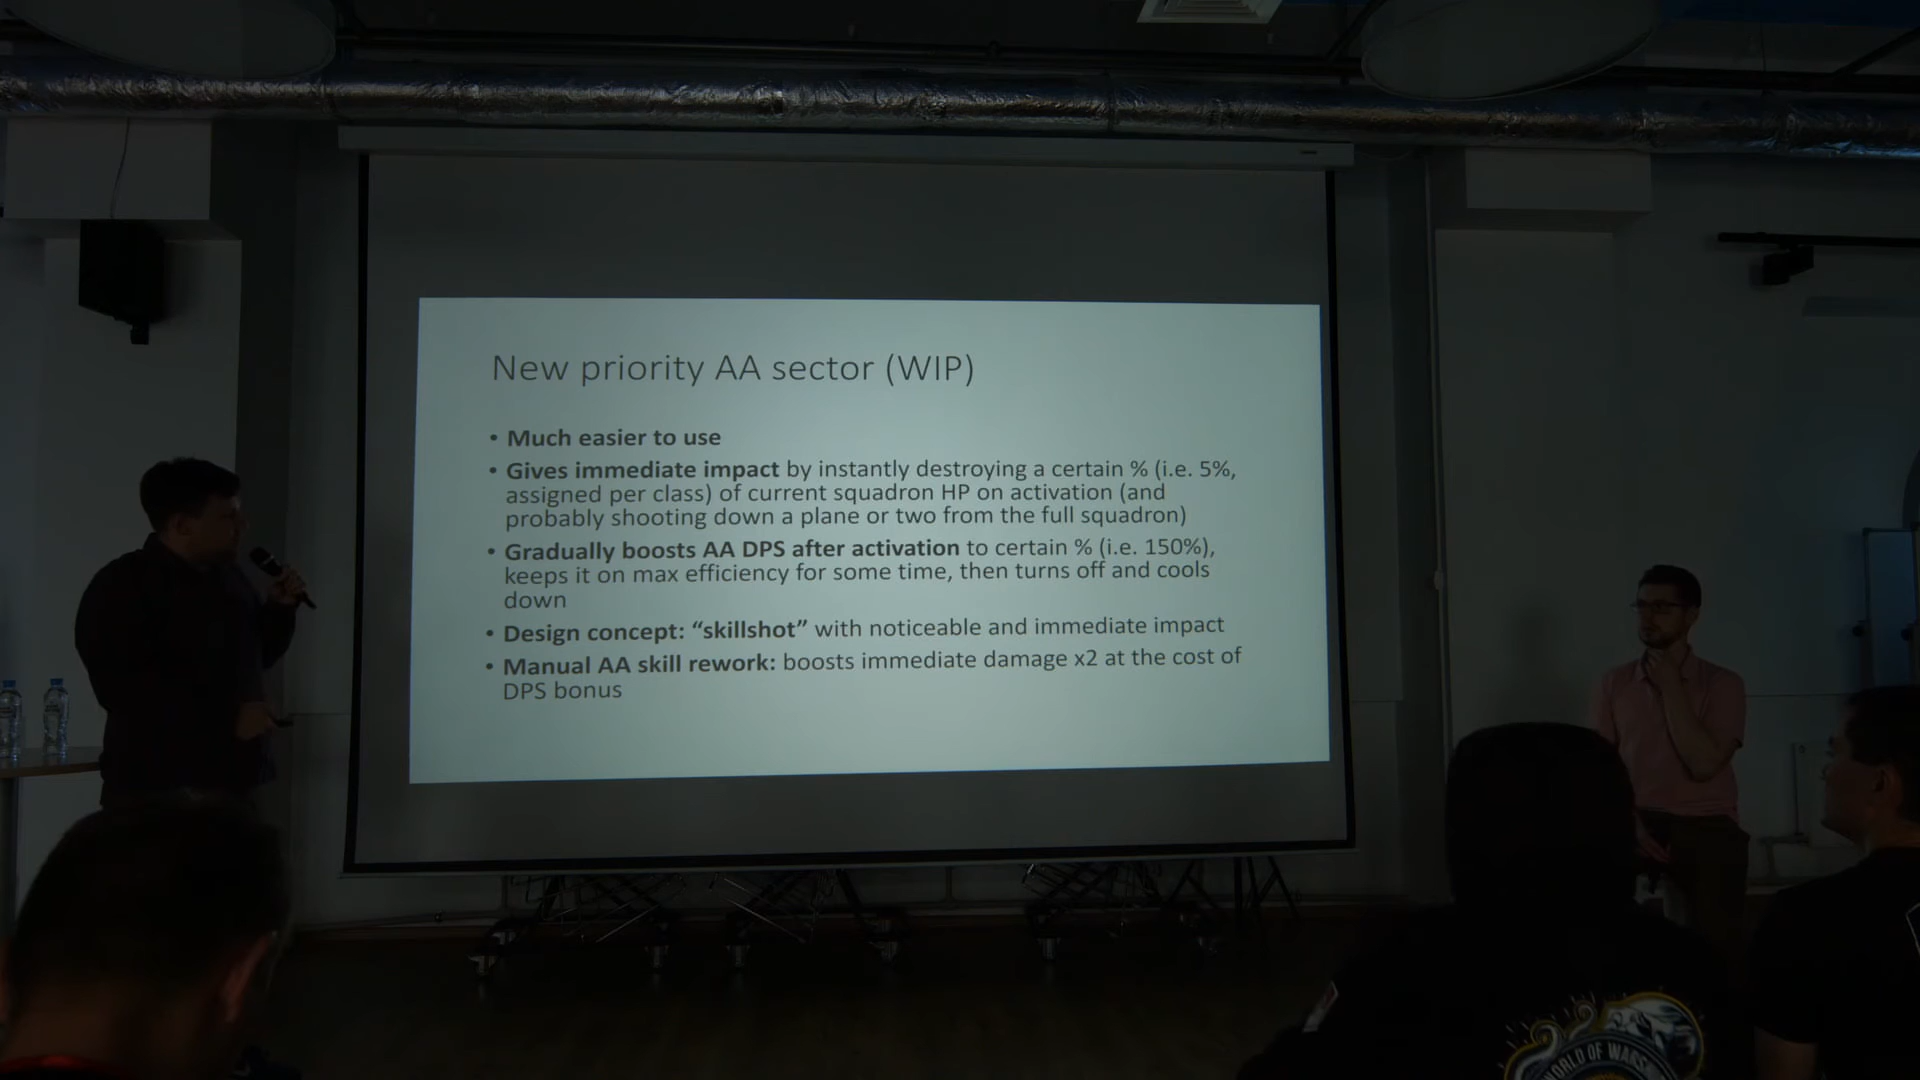 New priority AA sector (WIP)
• Much easier to use
• Gives immediate impact by instantly destroying a certain % (i.e. 5%,
assigned per class) of current squadron HP on activation (and
probably shooting down a plane or two from the full squadron)
• Gradually boosts AA DPS after activation to certain % (i.e. 150%),
keeps it on max efficiency for some time, then turns off and cools
down
• Design concept: “skillshot” with noticeable and immediate impact
• Manual AA skill rework: boosts immediate damage x2 at the cost of
DPS bonus
WORLD OF WARS